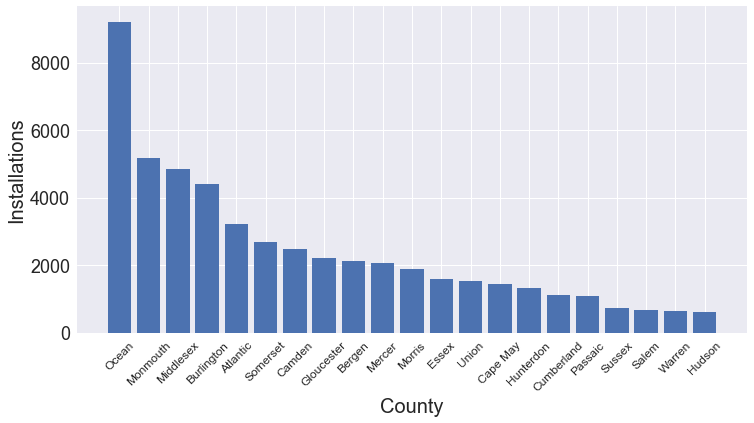 8000
6000
4000
2000
0
Installations
Ocean
Monmouth
Middlesex
Burlington
Atlantic
Somerset
Camden
Gloucester
Bergen
Mercer
Morris
Essex
Union
Cape May
Hunterdon
Cumberland
Passaic
Sussex
Salem
Warren
Hudson
County